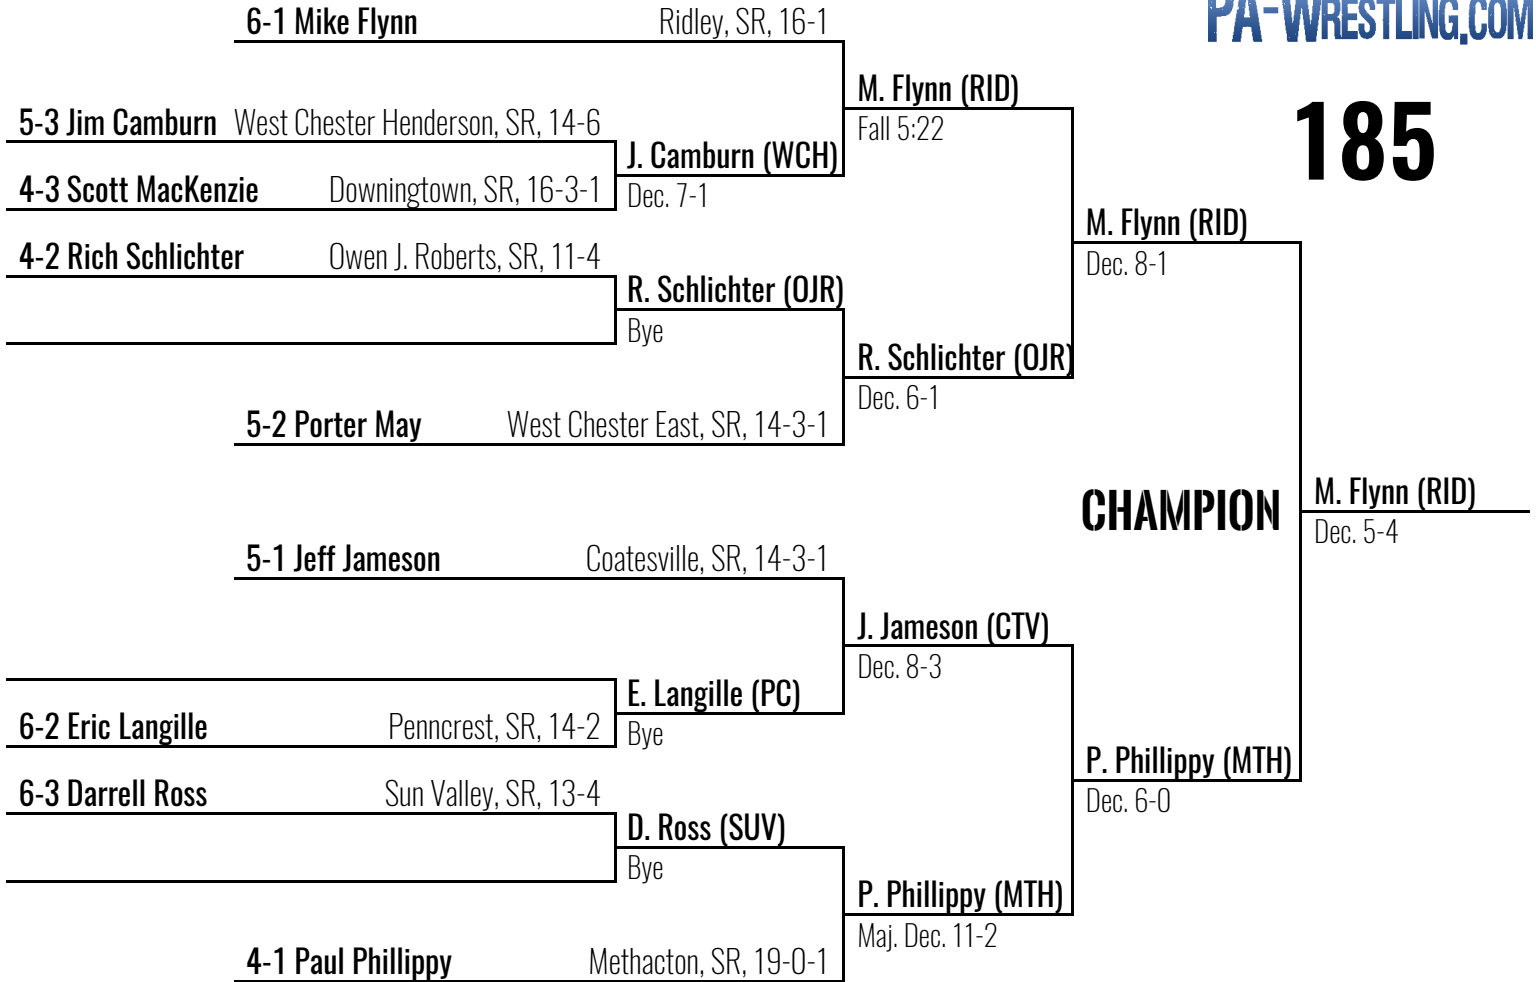 6-1 Mike Flynn Ridley, SR, 16-1
PA-WRESTLING.COM
185
M. Flynn (RID)
Fall 5:22
5-3 Jim Camburn West Chester Henderson, SR, 14-6
J. Camburn (WCH)
Dec. 7-1
4-3 Scott MacKenzie Downingtown, SR, 16-3-1
M. Flynn (RID)
Dec. 8-1
4-2 Rich Schlichter Owen J. Roberts, SR, 11-4
R. Schlichter (OJR)
Bye
R. Schlichter (OJR)
Dec. 6-1
5-2 Porter May West Chester East, SR, 14-3-1
CHAMPION
M. Flynn (RID)
Dec. 5-4
5-1 Jeff Jameson Coatesville, SR, 14-3-1
J. Jameson (CTV)
Dec. 8-3
E. Langille (PC)
Bye
6-2 Eric Langille Penncrest, SR, 14-2
P. Phillippy (MTH)
Dec. 6-0
6-3 Darrell Ross Sun Valley, SR, 13-4
D. Ross (SUV)
Bye
P. Phillippy (MTH)
Maj. Dec. 11-2
4-1 Paul Phillippy Methacton, SR, 19-0-1